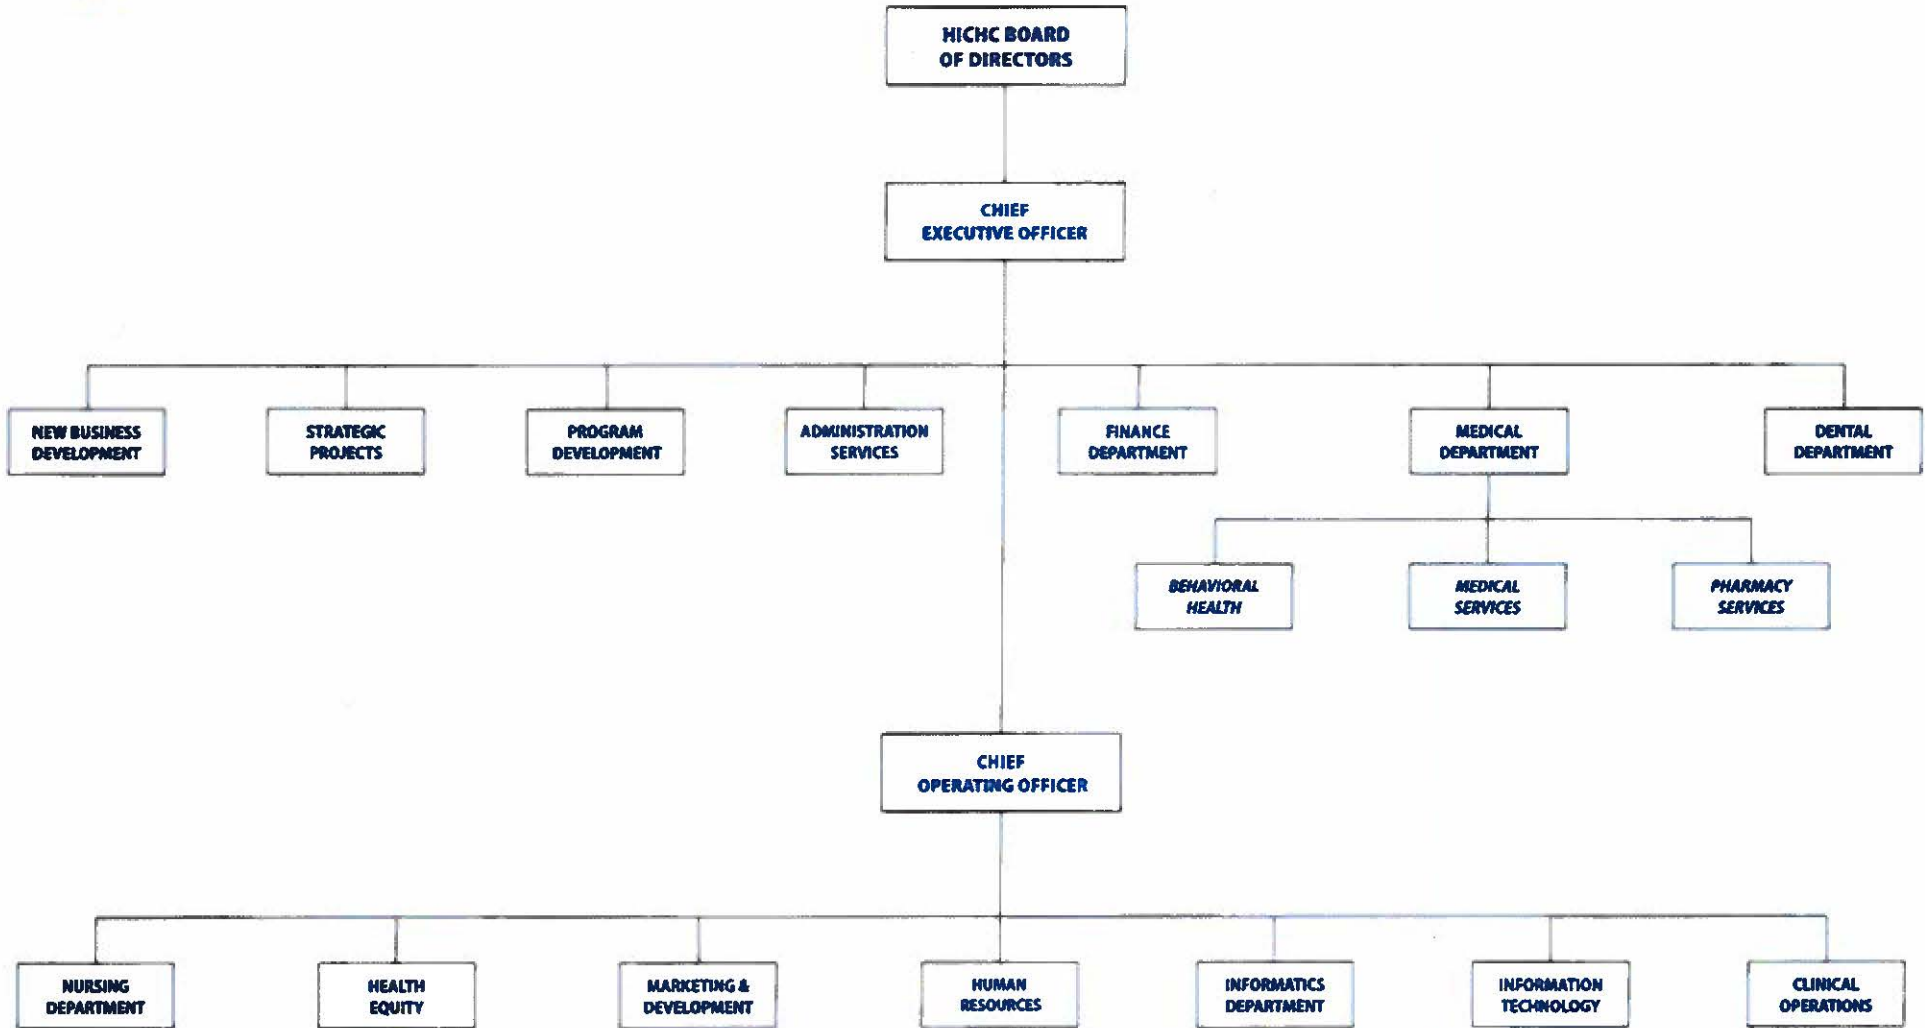 HICHC BOARD
OF DIRECTORS
CHIEF
EXECUTIVE OFFICER
NEW BUSINESS
DEVELOPMENT
STRATEGIC
PROJECTS
PROGRAM
DEVELOPMENT
ADMINISTRATION
SERVICES
FINANCE
DEPARTMENT
MEDICAL
DEPARTMENT
DENTAL
DEPARTMENT
BEHAVIORAL
HEALTH
MEDICAL
SERVICES
PHARMACY
SERVICES
CHIEF
OPERATING OFFICER
NURSING
DEPARTMENT
HEALTH
EQUITY
MARKETING &
DEVELOPMENT
HUMAN
RESOURCES
INFORMATICS
DEPARTMENT
INFORMATION
TECHNOLOGY
CLINICAL
OPERATIONS